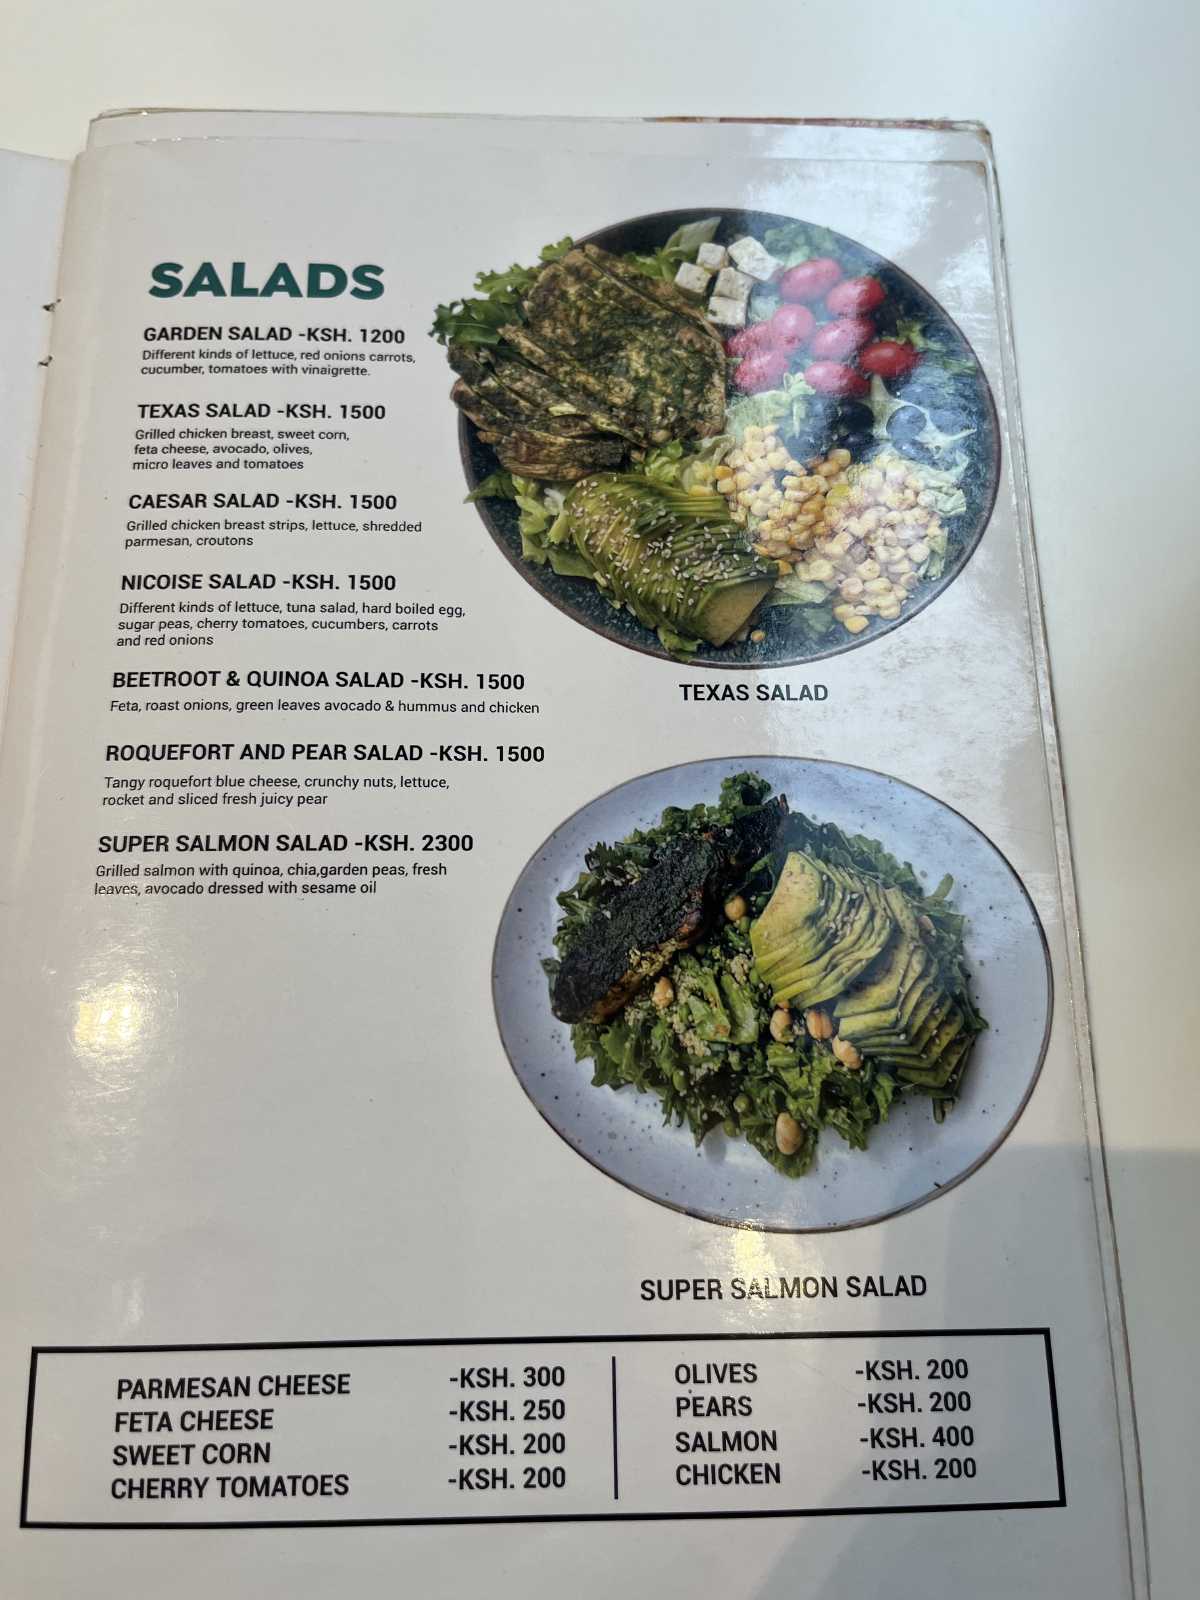 SALADS
GARDEN SALAD -KSH. 1200
Different kinds of lettuce, red onions carrots,
cucumber, tomatoes with vinaigrette.
TEXAS SALAD -KSH. 1500
Grilled chicken breast, sweet corn,
feta cheese, avocado, olives,
micro leaves and tomatoes
CAESAR SALAD -KSH. 1500
Grilled chicken breast strips, lettuce, shredded
parmesan, croutons
NICOISE SALAD -KSH. 1500
Different kinds of lettuce, tuna salad, hard boiled egg,
sugar peas, cherry tomatoes, cucumbers, carrots
and red onions
BEETROOT & QUINOA SALAD -KSH. 1500
Feta, roast onions, green leaves avocado & hummus and chicken
ROQUEFORT AND PEAR SALAD -KSH. 1500
Tangy roquefort blue cheese, crunchy nuts, lettuce,
rocket and sliced fresh juicy pear
SUPER SALMON SALAD -KSH. 2300
Grilled salmon with quinoa, chia,garden peas, fresh
leaves, avocado dressed with sesame oil
TEXAS SALAD
SUPER SALMON SALAD
PARMESAN CHEESE -KSH. 300
FETA CHEESE -KSH. 250
SWEET CORN -KSH. 200
CHERRY TOMATOES -KSH. 200
OLIVES -KSH. 200
PEARS -KSH. 200
SALMON -KSH. 400
CHICKEN -KSH. 200